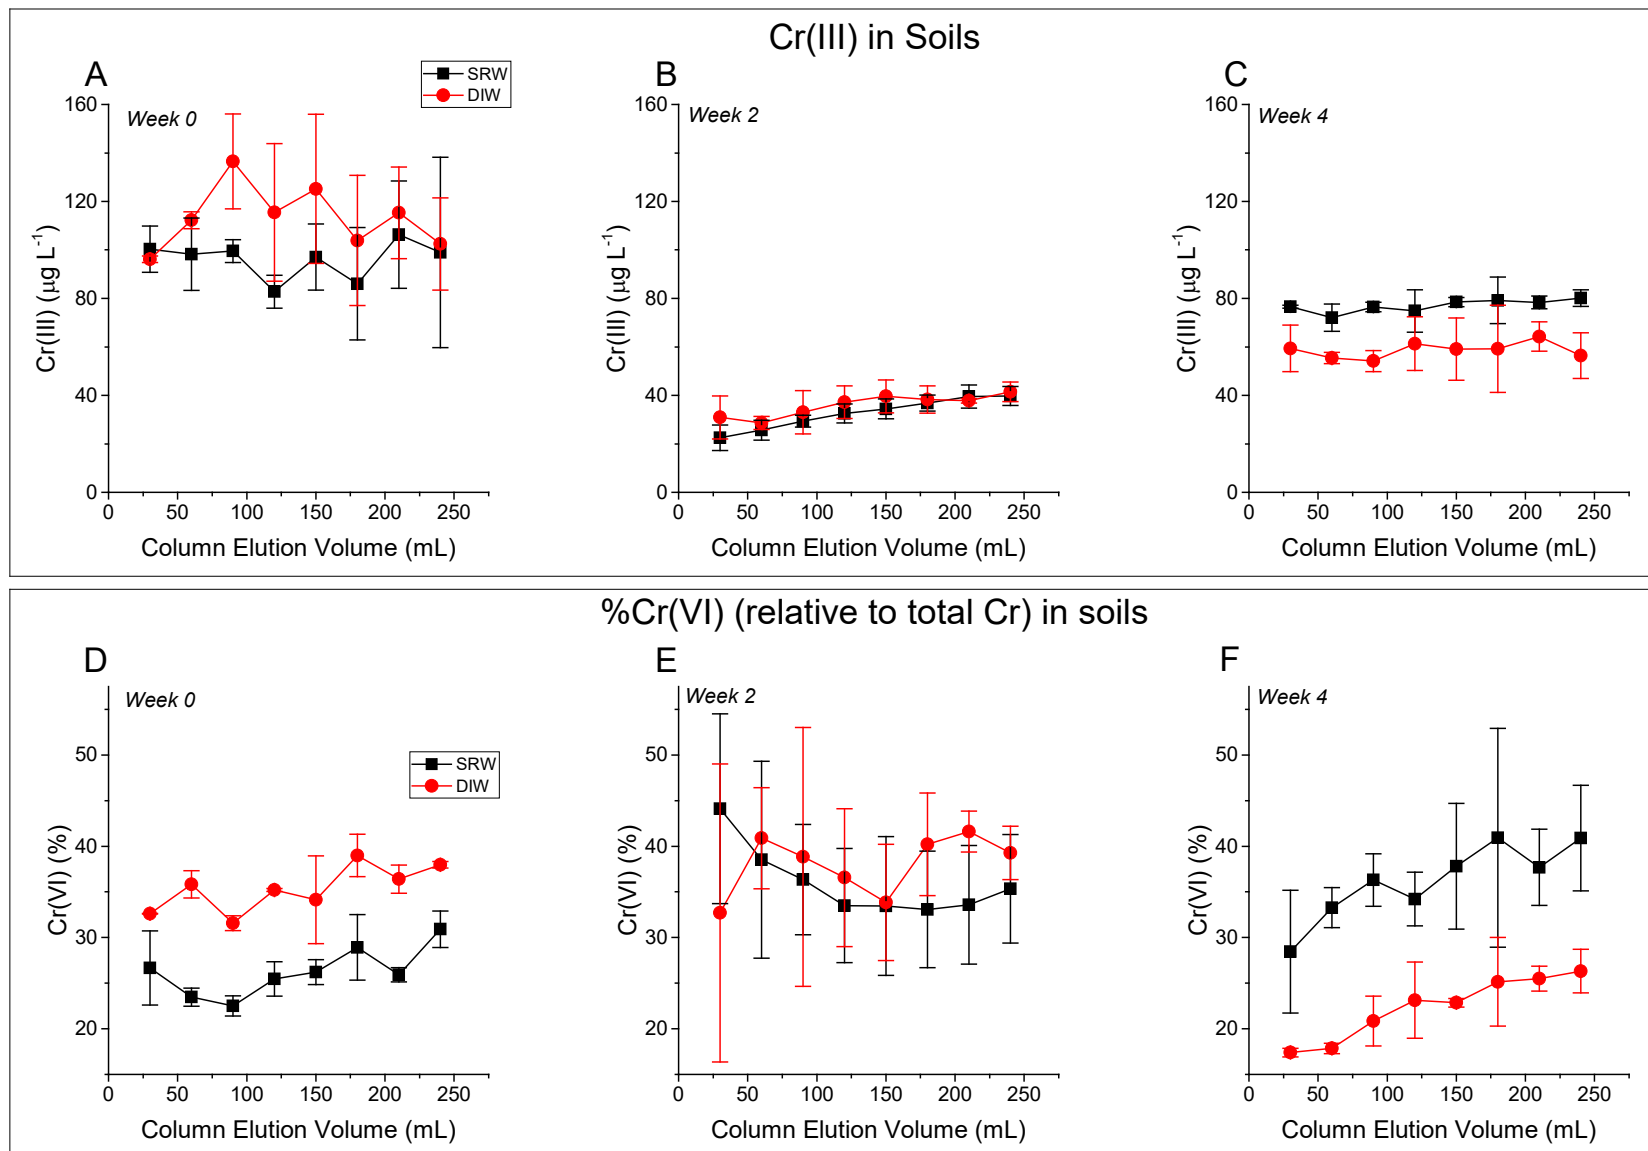 Cr(III) in Soils
A
SRW
DIW
Week 0
160
120
80
40
0
Cr(III) (μg L⁻¹)
0 50 100 150 200 250
Column Elution Volume (mL)
B
Week 2
160
120
80
40
0
Cr(III) (μg L⁻¹)
0 50 100 150 200 250
Column Elution Volume (mL)
C
Week 4
160
120
80
40
0
Cr(III) (μg L⁻¹)
0 50 100 150 200 250
Column Elution Volume (mL)
%Cr(VI) (relative to total Cr) in soils
D
Week 0
SRW
DIW
50
40
30
20
Cr(VI) (%)
0 50 100 150 200 250
Column Elution Volume (mL)
E
Week 2
50
40
30
20
Cr(VI) (%)
0 50 100 150 200 250
Column Elution Volume (mL)
F
Week 4
50
40
30
20
Cr(VI) (%)
0 50 100 150 200 250
Column Elution Volume (mL)